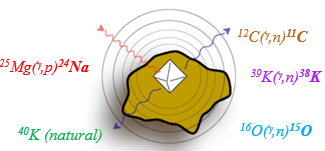 ¹²C(γ,n)¹¹C
²⁵Mg(γ,p)²⁴Na
³⁹K(γ,n)³⁸K
⁴⁰K (natural)
¹⁶O(γ,n)¹⁵O